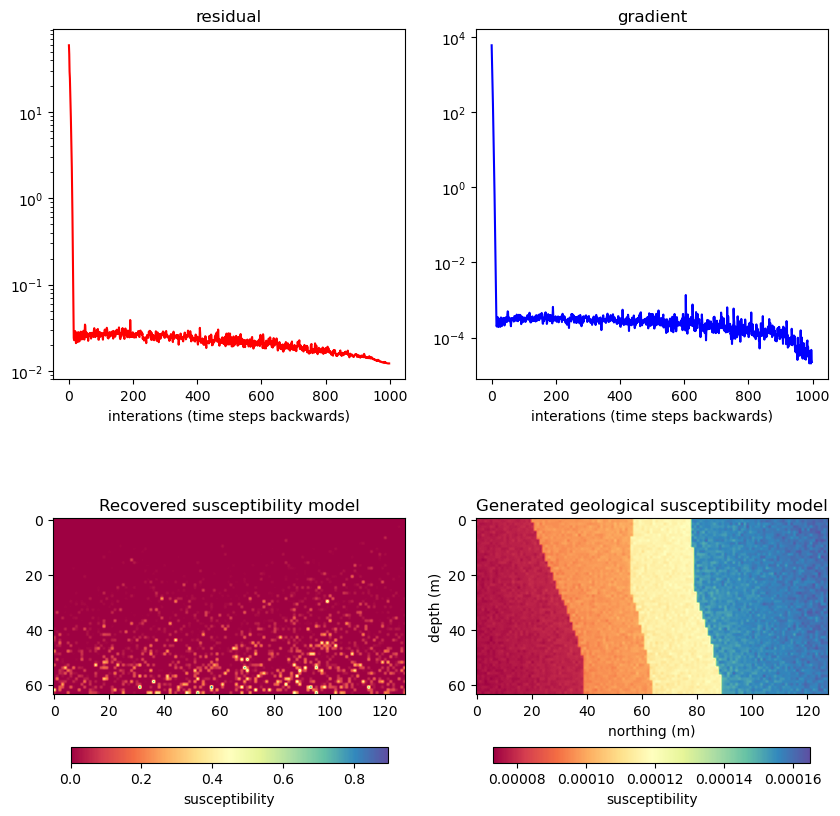 residual
gradient
10¹
10⁰
10⁻¹
10⁻²
10⁴
10²
10⁰
10⁻²
10⁻⁴
0 200 400 600 800 1000
0 200 400 600 800 1000
interations (time steps backwards)
interations (time steps backwards)
Recovered susceptibility model
Generated geological susceptibility model
0
20
40
60
0 20 40 60 80 100 120
depth (m)
0
20
40
60
0 20 40 60 80 100 120
northing (m)
0.0 0.2 0.4 0.6 0.8
susceptibility
0.00008 0.00010 0.00012 0.00014 0.00016
susceptibility